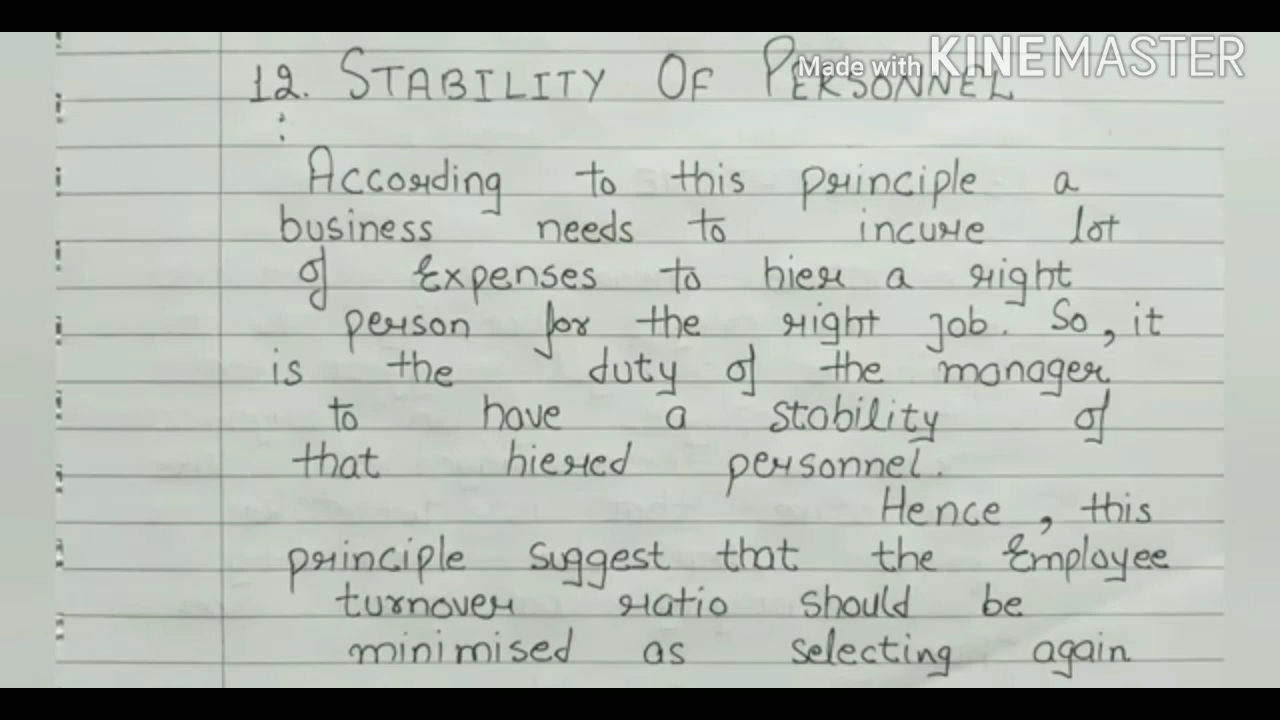 Made with KINEMASTER
12. STABILITY OF PERSONNEL
:
According to this principle a
business needs to incure lot
of Expenses to hier a right
person for the right job. So, it
is the duty of the manager
to have a stability of
that hiered personnel.
Hence, this
principle suggest that the Employee
turnover ratio should be
minimised as selecting again